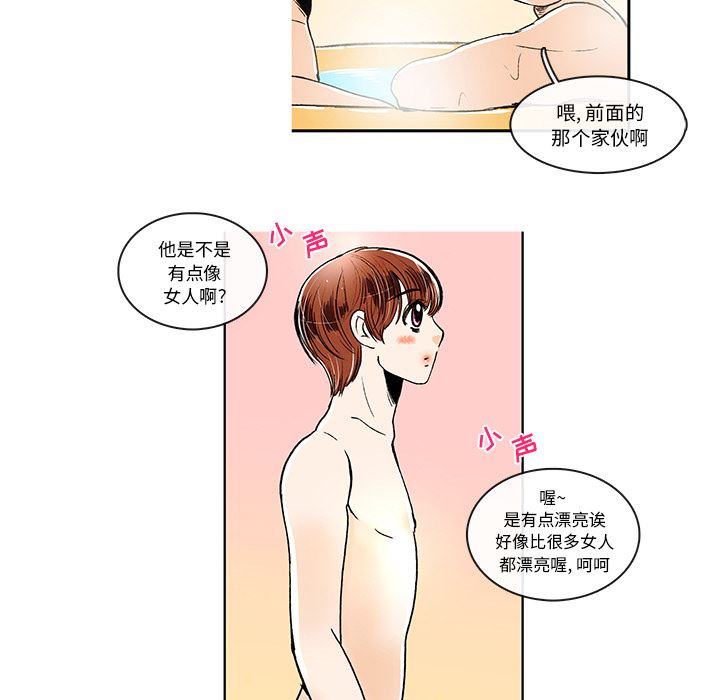 喂, 前面的
那个家伙啊
小声
他是不是
有点像
女人啊?
小声
喔~
是有点漂亮诶
好像比很多女人
都漂亮喔, 呵呵